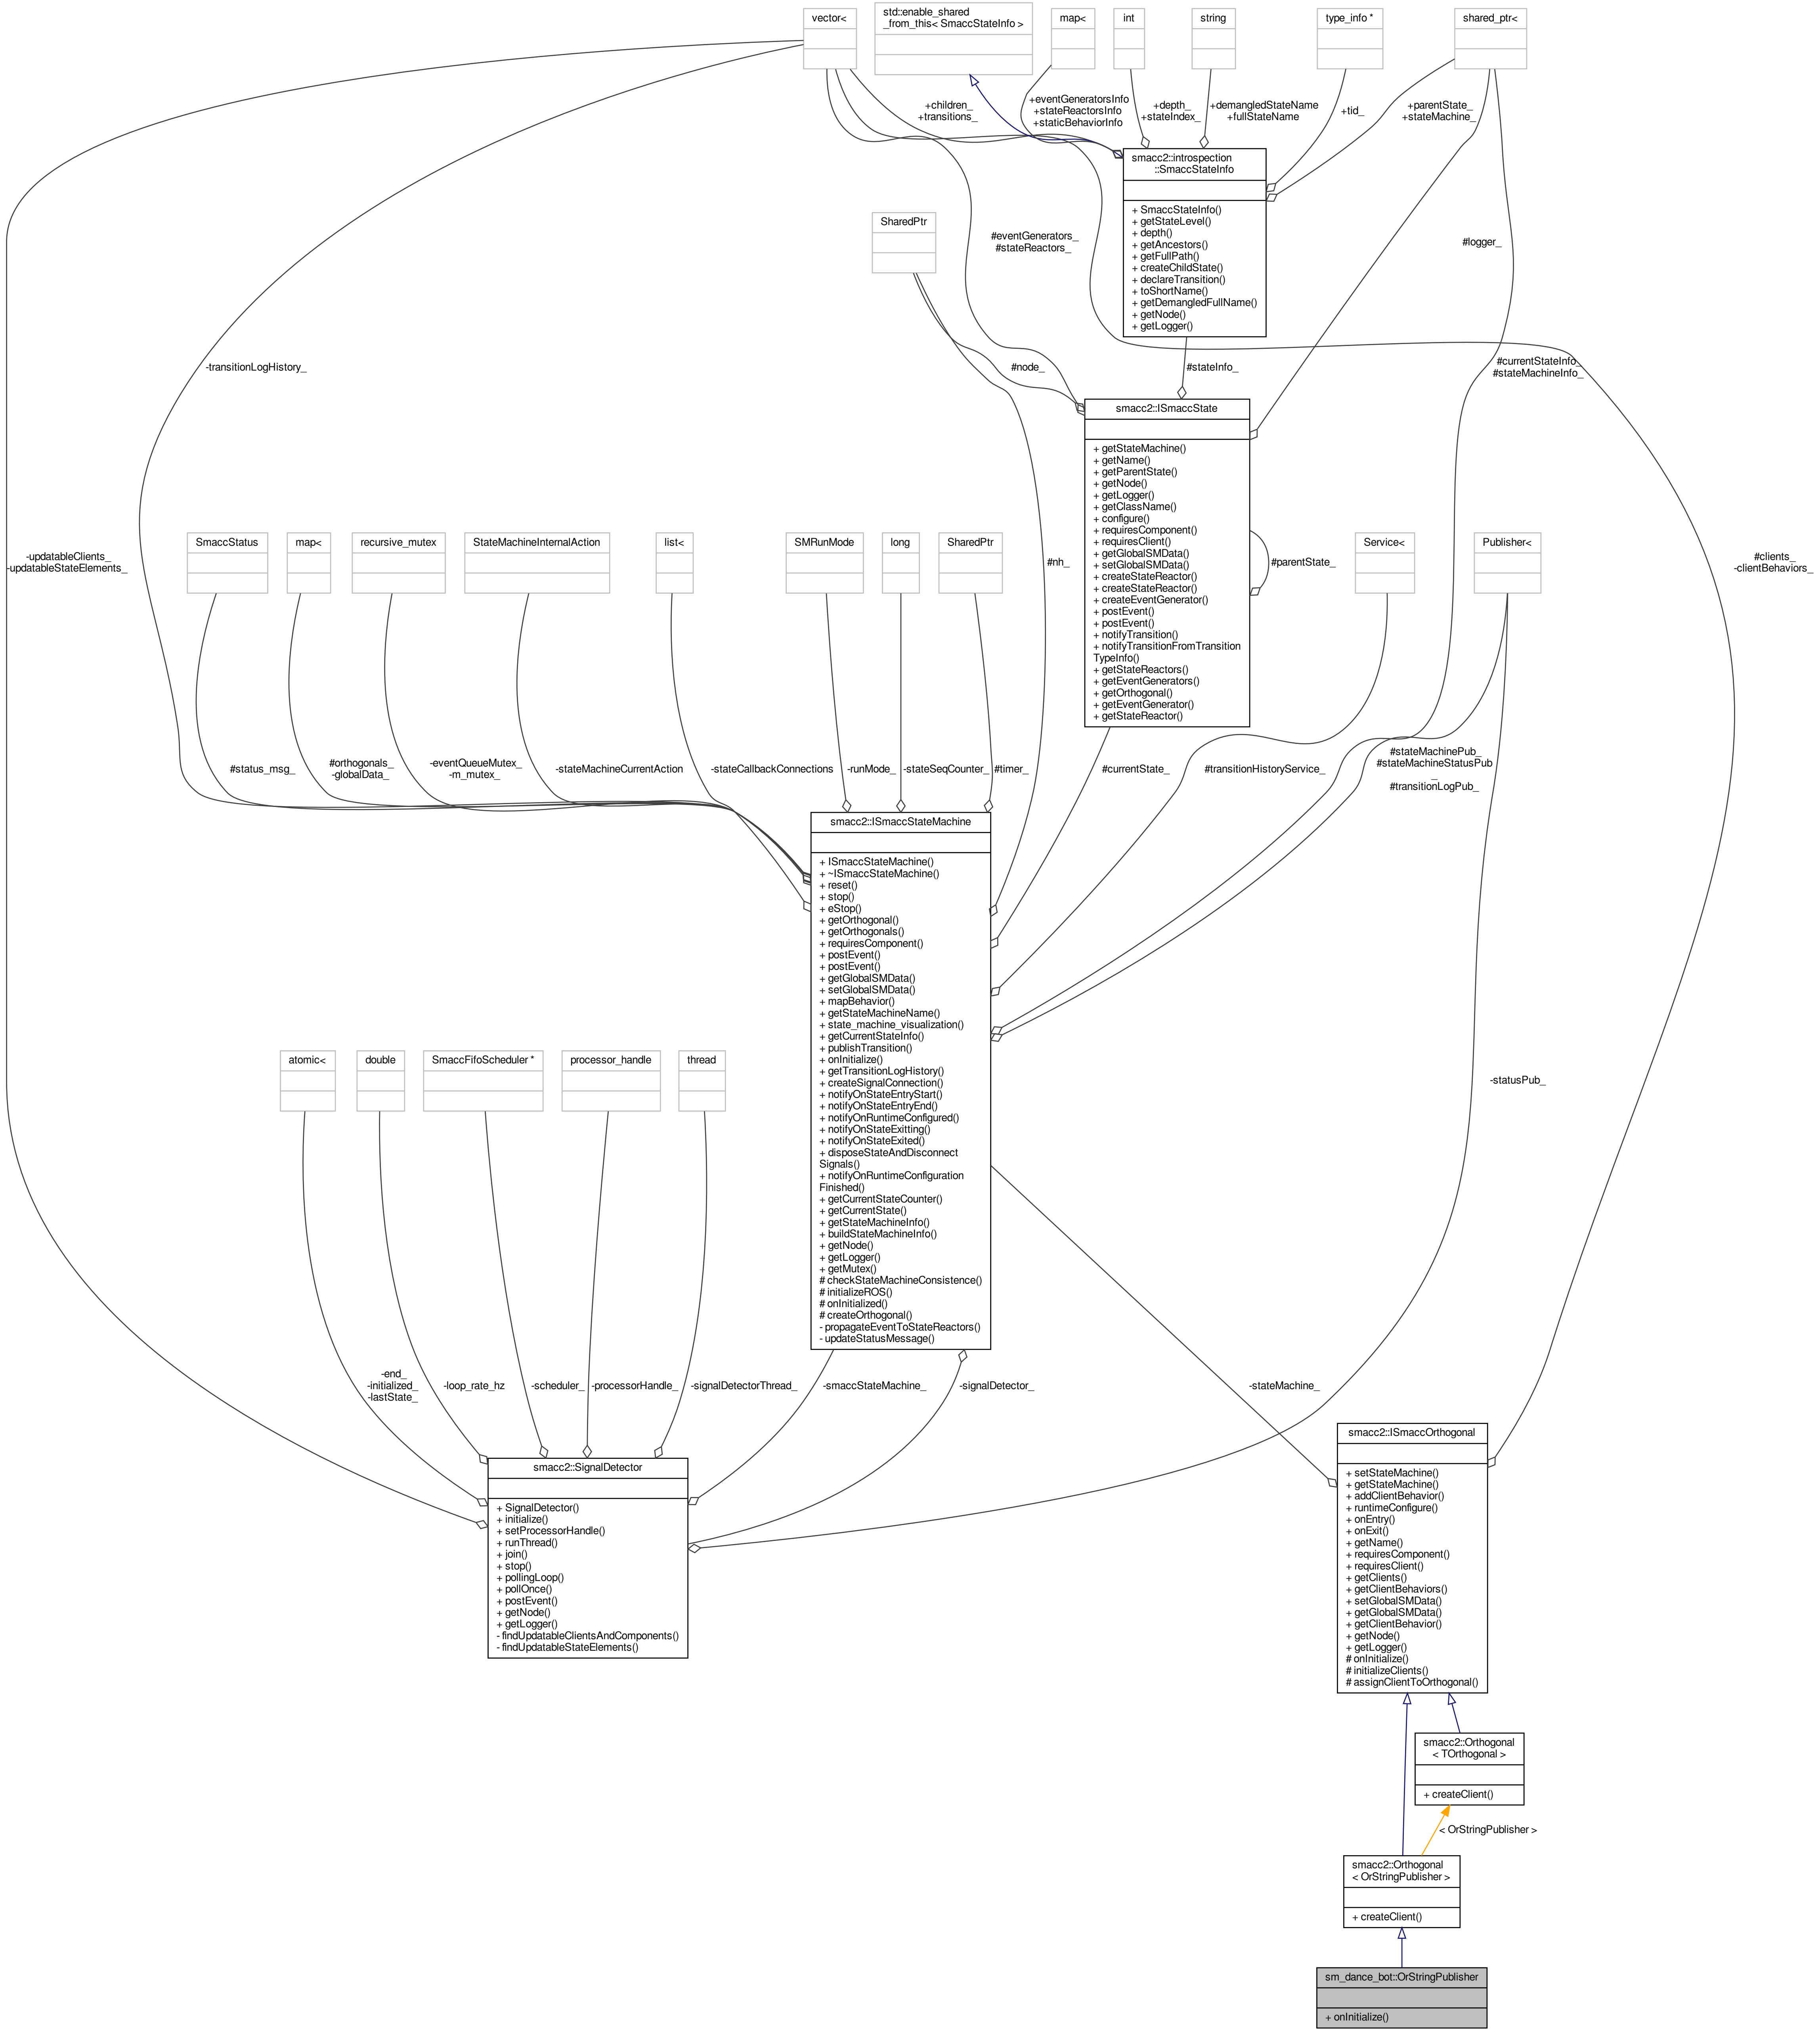 vector<
std::enable_shared
_from_this< SmaccStateInfo >
map<
int
string
type_info *
shared_ptr<
+children_
+transitions_
+eventGeneratorsInfo
+stateReactorsInfo
+staticBehaviorInfo
+depth_
+stateIndex_
+demangledStateName
+fullStateName
+tid_
+parentState_
+stateMachine_
smacc2::introspection
::SmaccStateInfo
+ SmaccStateInfo()
+ getStateLevel()
+ depth()
+ getAncestors()
+ getFullPath()
+ createChildState()
+ declareTransition()
+ toShortName()
+ getDemangledFullName()
+ getNode()
+ getLogger()
SharedPtr
#eventGenerators_
#stateReactors_
#logger_
-transitionLogHistory_
#node_
#stateInfo_
#currentStateInfo_
#stateMachineInfo_
smacc2::ISmaccState
+ getStateMachine()
+ getName()
+ getParentState()
+ getNode()
+ getLogger()
+ getClassName()
+ configure()
+ requiresComponent()
+ requiresClient()
+ getGlobalSMData()
+ setGlobalSMData()
+ createStateReactor()
+ createStateReactor()
+ createEventGenerator()
+ postEvent()
+ postEvent()
+ notifyTransition()
+ notifyTransitionFromTransition
TypeInfo()
+ getStateReactors()
+ getEventGenerators()
+ getOrthogonal()
+ getEventGenerator()
+ getStateReactor()
#parentState_
-updatableClients_
-updatableStateElements_
SmaccStatus
map<
recursive_mutex
StateMachineInternalAction
list<
SMRunMode
long
SharedPtr
#nh_
Service<
Publisher<
#clients_
-clientBehaviors_
#status_msg_
#orthogonals_
-globalData_
-eventQueueMutex_
-m_mutex_
-stateMachineCurrentAction
-stateCallbackConnections
-runMode_
-stateSeqCounter_
#timer_
#currentState_
#transitionHistoryService_
#stateMachinePub_
#stateMachineStatusPub
_
#transitionLogPub_
smacc2::ISmaccStateMachine
+ ISmaccStateMachine()
+ ~ISmaccStateMachine()
+ reset()
+ stop()
+ eStop()
+ getOrthogonal()
+ getOrthogonals()
+ requiresComponent()
+ postEvent()
+ postEvent()
+ getGlobalSMData()
+ setGlobalSMData()
+ mapBehavior()
+ getStateMachineName()
+ state_machine_visualization()
+ getCurrentStateInfo()
+ publishTransition()
+ onInitialize()
+ getTransitionLogHistory()
+ createSignalConnection()
+ notifyOnStateEntryStart()
+ notifyOnStateEntryEnd()
+ notifyOnRuntimeConfigured()
+ notifyOnStateExitting()
+ notifyOnStateExited()
+ disposeStateAndDisconnect
Signals()
+ notifyOnRuntimeConfiguration
Finished()
+ getCurrentStateCounter()
+ getCurrentState()
+ getStateMachineInfo()
+ buildStateMachineInfo()
+ getNode()
+ getLogger()
+ getMutex()
# checkStateMachineConsistence()
# initializeROS()
# onInitialized()
# createOrthogonal()
- propagateEventToStateReactors()
- updateStatusMessage()
atomic<
double
SmaccFifoScheduler *
processor_handle
thread
-statusPub_
-end_
-initialized_
-lastState_
-loop_rate_hz
-scheduler_
-processorHandle_
-signalDetectorThread_
-smaccStateMachine_
-signalDetector_
-stateMachine_
smacc2::SignalDetector
+ SignalDetector()
+ initialize()
+ setProcessorHandle()
+ runThread()
+ join()
+ stop()
+ pollingLoop()
+ pollOnce()
+ postEvent()
+ getNode()
+ getLogger()
- findUpdatableClientsAndComponents()
- findUpdatableStateElements()
smacc2::ISmaccOrthogonal
+ setStateMachine()
+ getStateMachine()
+ addClientBehavior()
+ runtimeConfigure()
+ onEntry()
+ onExit()
+ getName()
+ requiresComponent()
+ requiresClient()
+ getClients()
+ getClientBehaviors()
+ setGlobalSMData()
+ getGlobalSMData()
+ getClientBehavior()
+ getNode()
+ getLogger()
# onInitialize()
# initializeClients()
# assignClientToOrthogonal()
smacc2::Orthogonal
< TOrthogonal >
+ createClient()
< OrStringPublisher >
smacc2::Orthogonal
< OrStringPublisher >
+ createClient()
sm_dance_bot::OrStringPublisher
+ onInitialize()